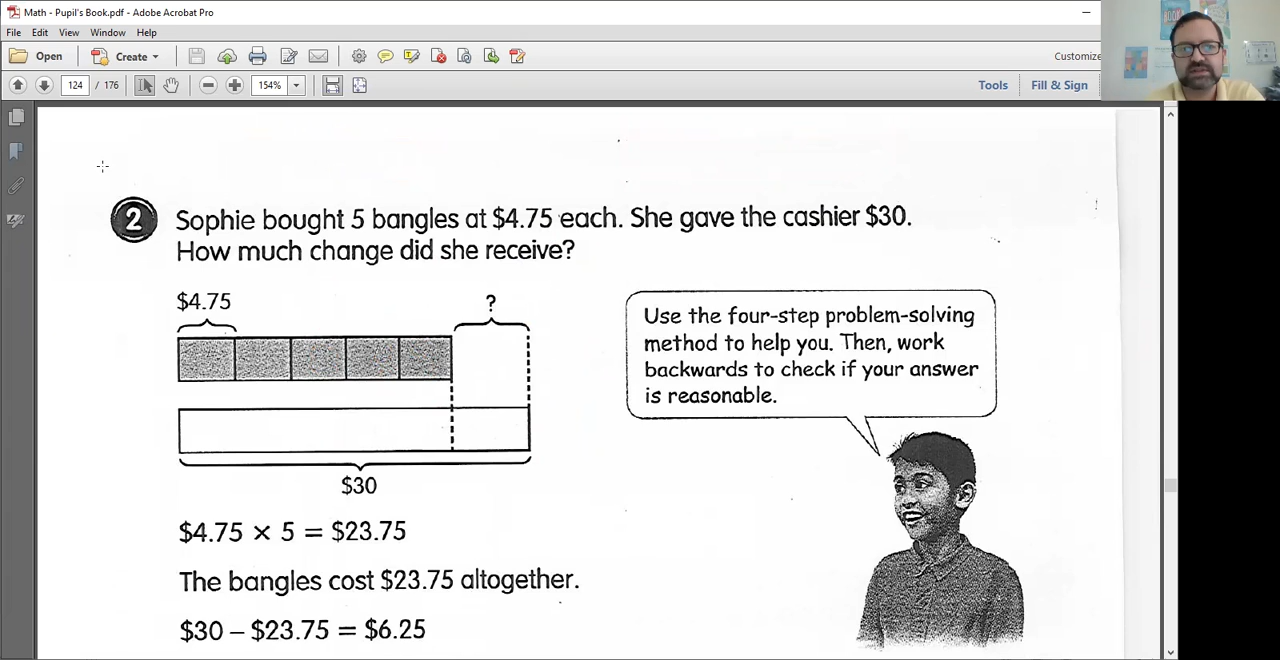 Math - Pupil's Book.pdf - Adobe Acrobat Pro
File Edit View Window Help
Open Create Customize
124 / 176 154% Tools Fill & Sign
2 Sophie bought 5 bangles at $4.75 each. She gave the cashier $30.
How much change did she receive?
$4.75 ?
Use the four-step problem-solving
method to help you. Then, work
backwards to check if your answer
is reasonable.
$30
$4.75 × 5 = $23.75
The bangles cost $23.75 altogether.
$30 – $23.75 = $6.25